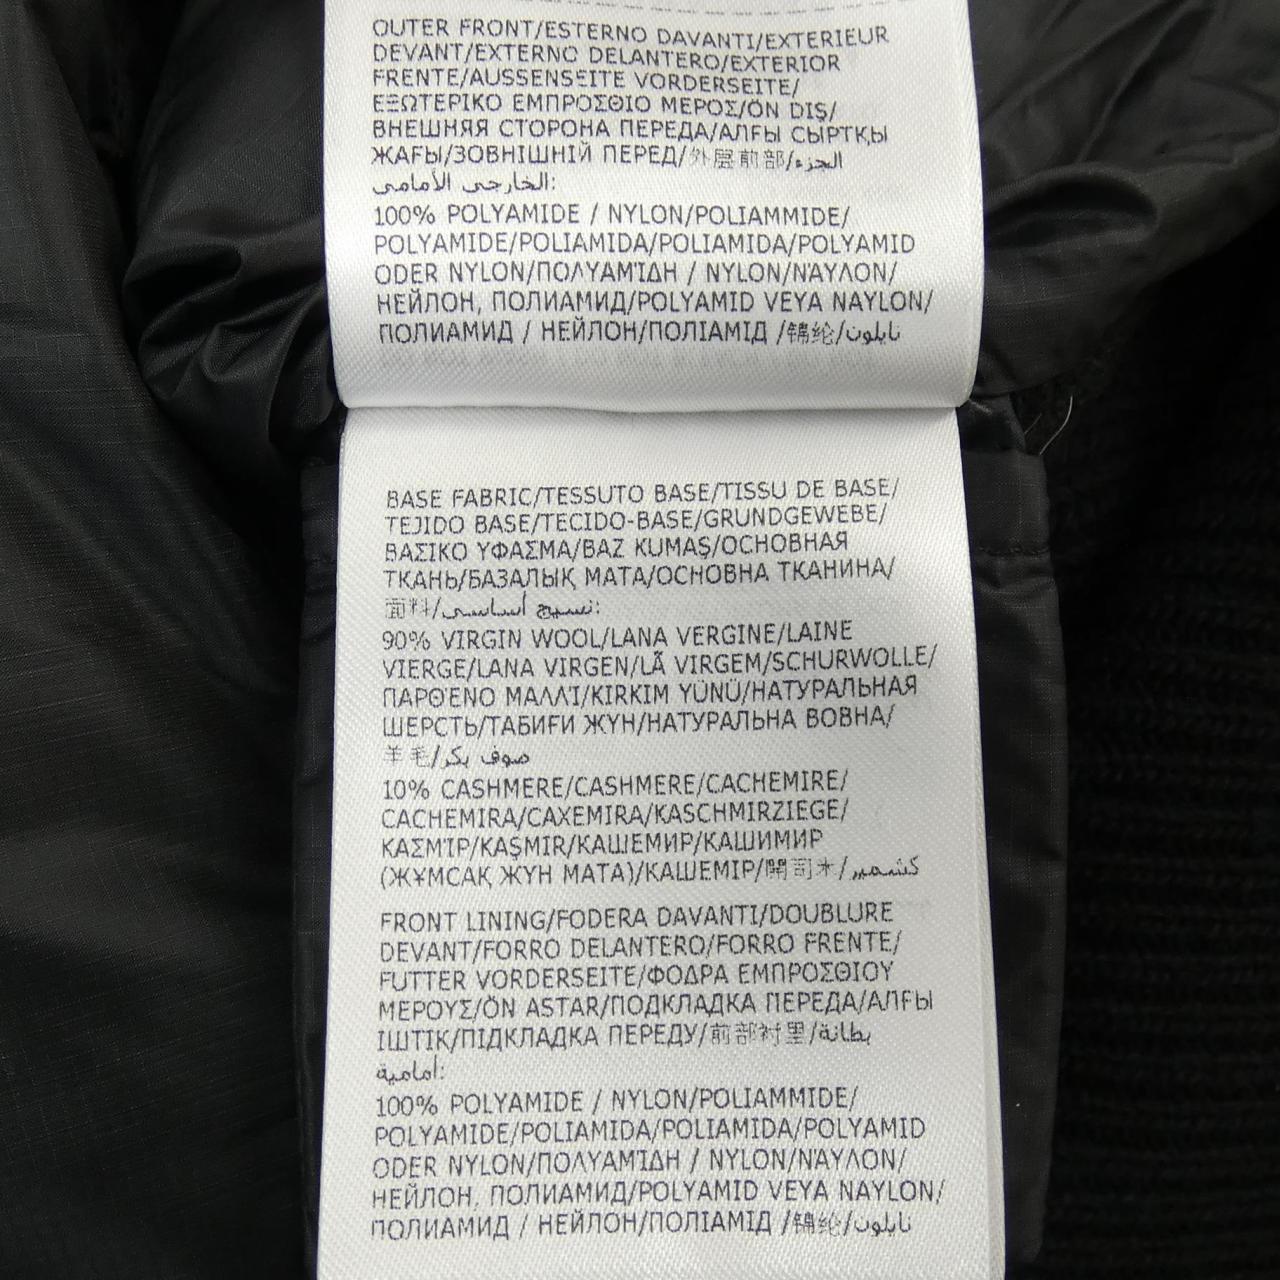 OUTER FRONT/ESTERNO DAVANTI/EXTERIEUR
DEVANT/EXTERNO DELANTERO/EXTERIOR
FRENTE/AUSSENSEITE VORDERSEITE/
ΕΞΩΤΕΡΙΚΟ ΕΜΠΡΟΣΘΙΟ ΜΕΡΟΣ/ÖN DIŞ/
ВНЕШНЯЯ СТОРОНА ПЕРЕДА/АЛҒЫ СЫРТҚЫ
ЖАҒЫ/ЗОВНІШНІЙ ПЕРЕД/外层前部/الجزء
الخارجي الأمامي:
100% POLYAMIDE / NYLON/POLIAMMIDE/
POLYAMIDE/POLIAMIDA/POLIAMIDA/POLYAMID
ODER NYLON/ΠΟΛΥΑΜΊΔΗ / NYLON/ΝΆΥΛΟΝ/
НЕЙЛОН, ПОЛИАМИД/POLYAMID VEYA NAYLON/
ПОЛИАМИД / НЕЙЛОН/ПОЛІАМІД /锦纶/نايلون
BASE FABRIC/TESSUTO BASE/TISSU DE BASE/
TEJIDO BASE/TECIDO-BASE/GRUNDGEWEBE/
ΒΑΣΙΚΟ ΥΦΑΣΜΑ/BAZ KUMAŞ/ОСНОВНАЯ
ТКАНЬ/БАЗАЛЫҚ МАТА/ОСНОВНА ТКАНИНА/
面料/نسيج أساسي:
90% VIRGIN WOOL/LANA VERGINE/LAINE
VIERGE/LANA VIRGEN/LÃ VIRGEM/SCHURWOLLE/
ΠΑΡΘΈΝΟ ΜΑΛΛΊ/KIRKIM YÜNÜ/НАТУРАЛЬНАЯ
ШЕРСТЬ/ТАБИҒИ ЖҮН/НАТУРАЛЬНА ВОВНА/
羊毛/صوف بكر
10% CASHMERE/CASHMERE/CACHEMIRE/
CACHEMIRA/CAXEMIRA/KASCHMIRZIEGE/
ΚΑΣΜΊΡ/KAŞMIR/КАШЕМИР/КАШИМИР
(ЖҰМСАҚ ЖҮН МАТА)/КАШЕМІР/開司米/كشمير
FRONT LINING/FODERA DAVANTI/DOUBLURE
DEVANT/FORRO DELANTERO/FORRO FRENTE/
FUTTER VORDERSEITE/ΦΟΔΡΑ ΕΜΠΡΟΣΘΙΟΥ
ΜΕΡΟΥΣ/ÖN ASTAR/ПОДКЛАДКА ПЕРЕДА/АЛҒЫ
ІШТІК/ПІДКЛАДКА ПЕРЕДУ/前部衬里/بطانة
أمامية:
100% POLYAMIDE / NYLON/POLIAMMIDE/
POLYAMIDE/POLIAMIDA/POLIAMIDA/POLYAMID
ODER NYLON/ΠΟΛΥΑΜΊΔΗ / NYLON/ΝΆΥΛΟΝ/
НЕЙЛОН, ПОЛИАМИД/POLYAMID VEYA NAYLON/
ПОЛИАМИД / НЕЙЛОН/ПОЛІАМІД /锦纶/نايلون